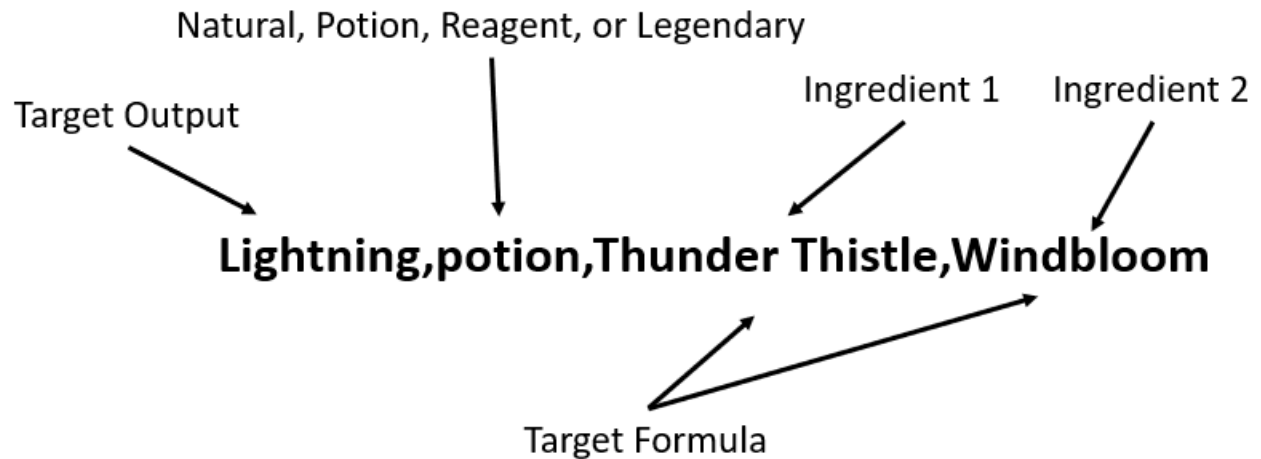 Natural, Potion, Reagent, or Legendary
Ingredient 1
Ingredient 2
Target Output
Lightning,potion,Thunder Thistle,Windbloom
Target Formula